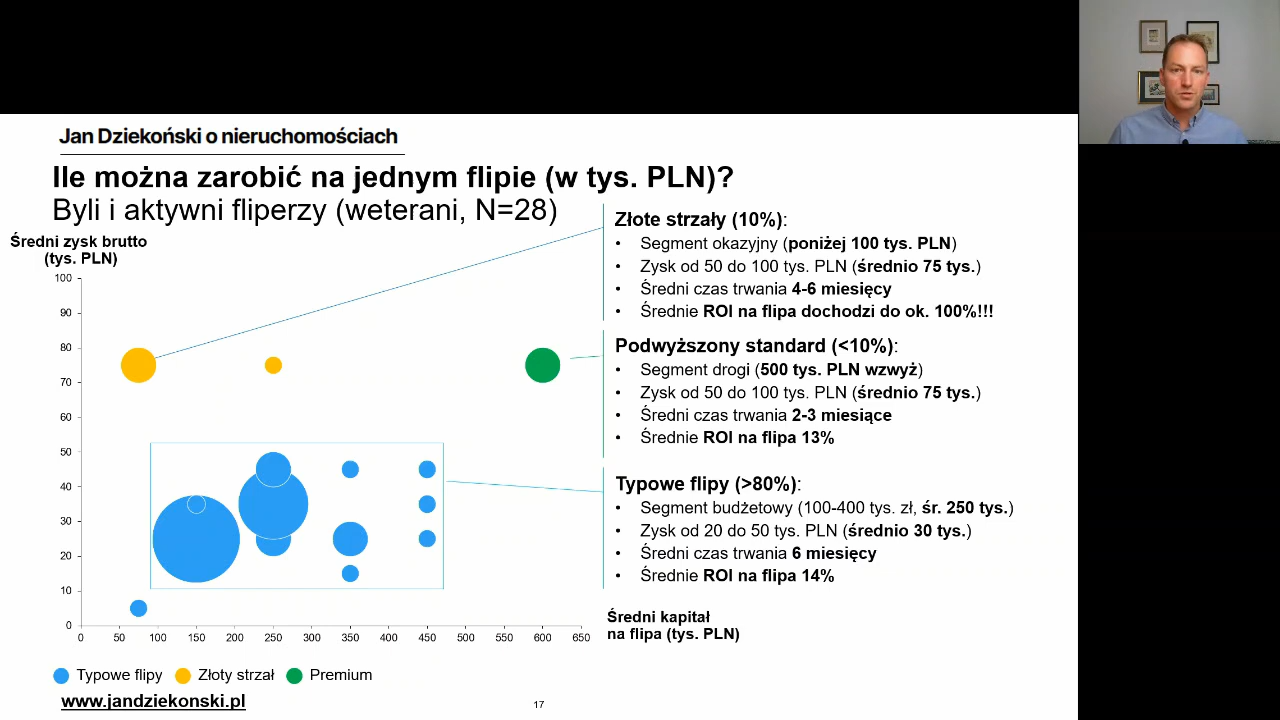 Jan Dziekoński o nieruchomościach
Ile można zarobić na jednym flipie (w tys. PLN)?
Byli i aktywni fliperzy (weterani, N=28)
Średni zysk brutto
(tys. PLN)
100
90
80
70
60
50
40
30
20
10
0
0 50 100 150 200 250 300 350 400 450 500 550 600 650
Średni kapitał
na flipa (tys. PLN)
Złote strzały (10%):
• Segment okazyjny (poniżej 100 tys. PLN)
• Zysk od 50 do 100 tys. PLN (średnio 75 tys.)
• Średni czas trwania 4-6 miesięcy
• Średnie ROI na flipa dochodzi do ok. 100%!!!
Podwyższony standard (<10%):
• Segment drogi (500 tys. PLN wzwyż)
• Zysk od 50 do 100 tys. PLN (średnio 75 tys.)
• Średni czas trwania 2-3 miesiące
• Średnie ROI na flipa 13%
Typowe flipy (>80%):
• Segment budżetowy (100-400 tys. zł, śr. 250 tys.)
• Zysk od 20 do 50 tys. PLN (średnio 30 tys.)
• Średni czas trwania 6 miesięcy
• Średnie ROI na flipa 14%
Typowe flipy Złoty strzał Premium
www.jandziekonski.pl
17